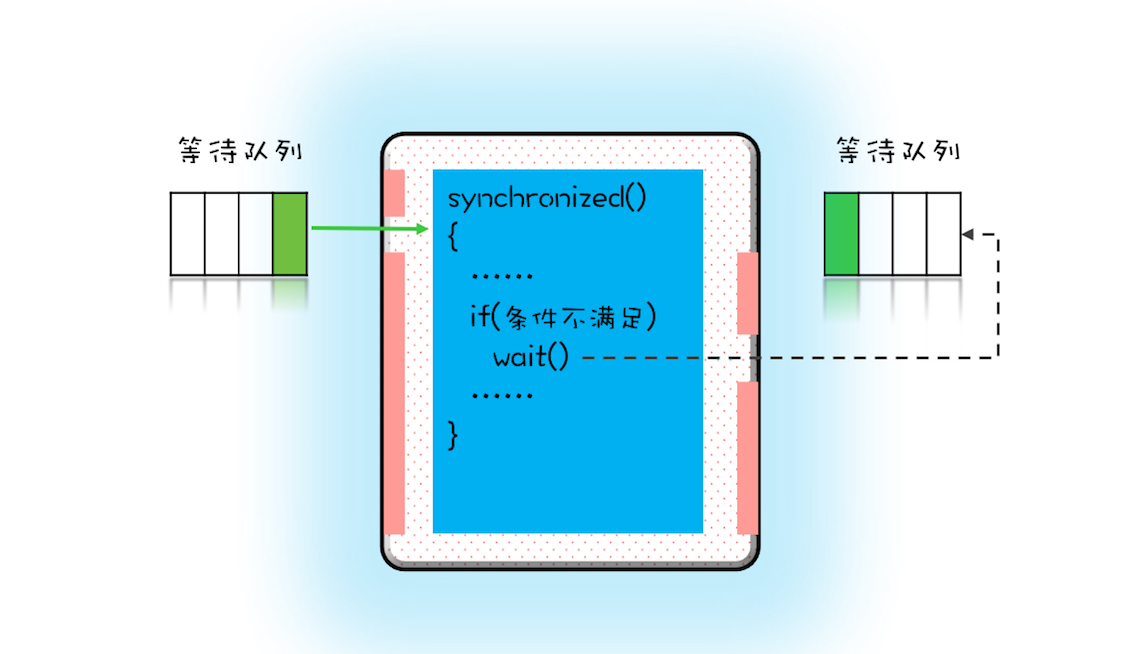 等待队列
等待队列
synchronized()
{
......
if(条件不满足)
wait()
......
}